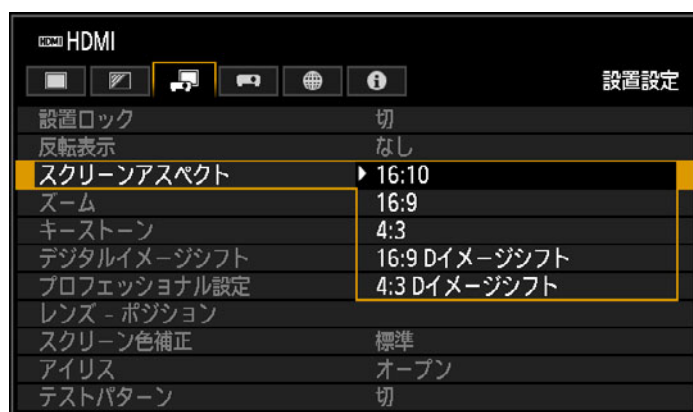 HDMI HDMI
設置設定
設置ロック 切
反転表示 なし
スクリーンアスペクト 16:10
ズーム 16:9
キーストーン 4:3
デジタルイメージシフト 16:9 Dイメージシフト
プロフェッショナル設定 4:3 Dイメージシフト
レンズ - ポジション
スクリーン色補正 標準
アイリス オープン
テストパターン 切